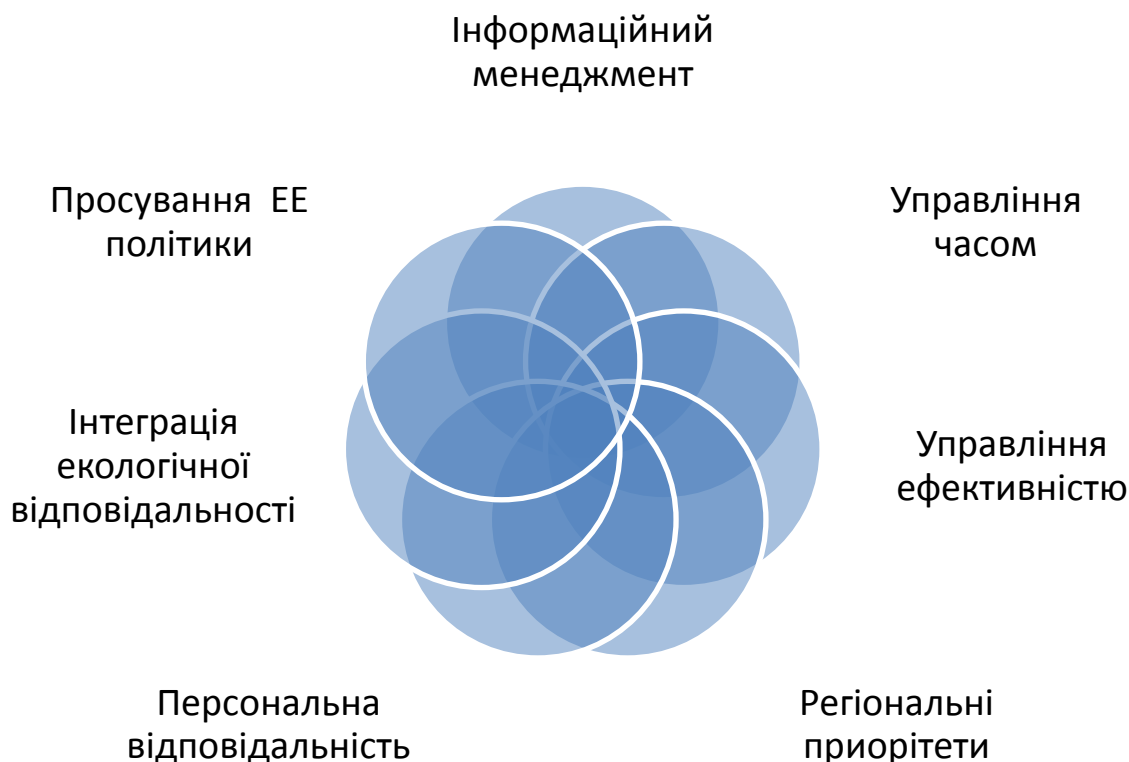 Інформаційний
менеджмент
Просування ЕЕ
політики
Управління
часом
Інтеграція
екологічної
відповідальності
Управління
ефективністю
Персональна
відповідальність
Регіональні
приорітети